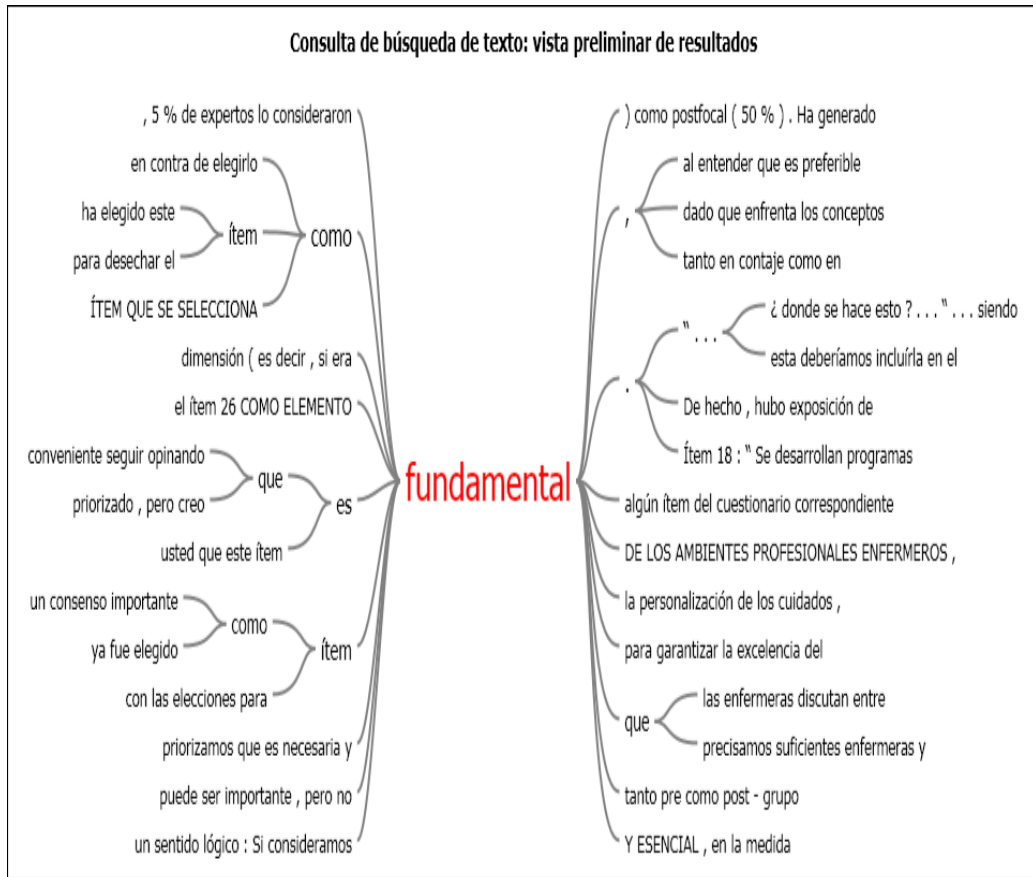 Consulta de búsqueda de texto: vista preliminar de resultados
, 5 % de expertos lo consideraron
en contra de elegirlo
ha elegido este
para desechar el
ítem
ÍTEM QUE SE SELECCIONA
como
dimensión ( es decir , si era
el ítem 26 COMO ELEMENTO
conveniente seguir opinando
priorizado , pero creo
que
usted que este ítem
es
un consenso importante
ya fue elegido
como
con las elecciones para
ítem
priorizamos que es necesaria y
puede ser importante , pero no
un sentido lógico : Si consideramos
fundamental
) como postfocal ( 50 % ) . Ha generado
,
al entender que es preferible
dado que enfrenta los conceptos
tanto en contaje como en
.
“ . . .
¿ donde se hace esto ? . . . “ . . . siendo
esta deberíamos incluírla en el
De hecho , hubo exposición de
Ítem 18 : “ Se desarrollan programas
algún ítem del cuestionario correspondiente
DE LOS AMBIENTES PROFESIONALES ENFERMEROS ,
la personalización de los cuidados ,
para garantizar la excelencia del
que
las enfermeras discutan entre
precisamos suficientes enfermeras y
tanto pre como post - grupo
Y ESENCIAL , en la medida